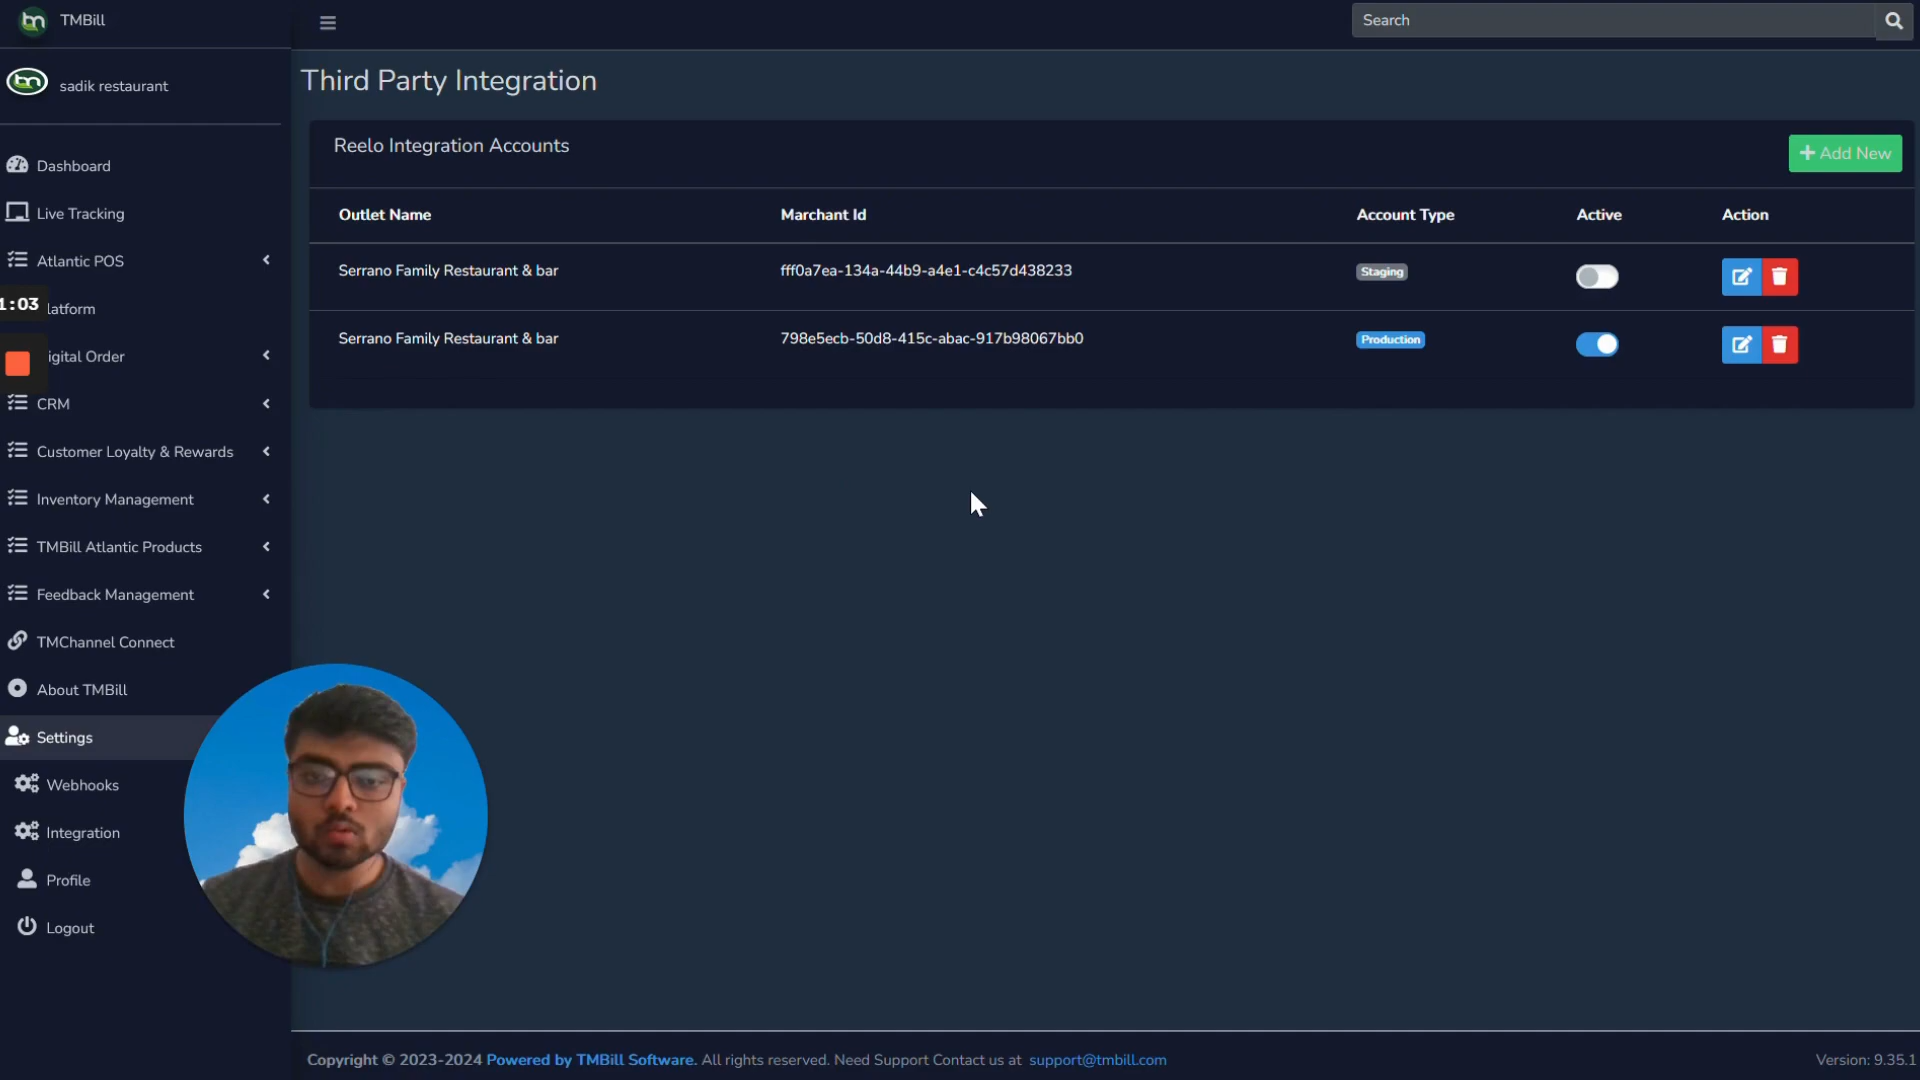 TMBill
Search
sadik restaurant
Third Party Integration
Reelo Integration Accounts
Add New
Outlet Name Marchant Id Account Type Active Action
Serrano Family Restaurant & bar fff0a7ea-134a-44b9-a4e1-c4c57d438233 Staging
Serrano Family Restaurant & bar 798e5ecb-50d8-415c-abac-917b98067bb0 Production
Dashboard
Live Tracking
Atlantic POS
1:03
latform
igital Order
CRM
Customer Loyalty & Rewards
Inventory Management
TMBill Atlantic Products
Feedback Management
TMChannel Connect
About TMBill
Settings
Webhooks
Integration
Profile
Logout
Copyright © 2023-2024 Powered by TMBill Software. All rights reserved. Need Support Contact us at support@tmbill.com
Version: 9.35.1